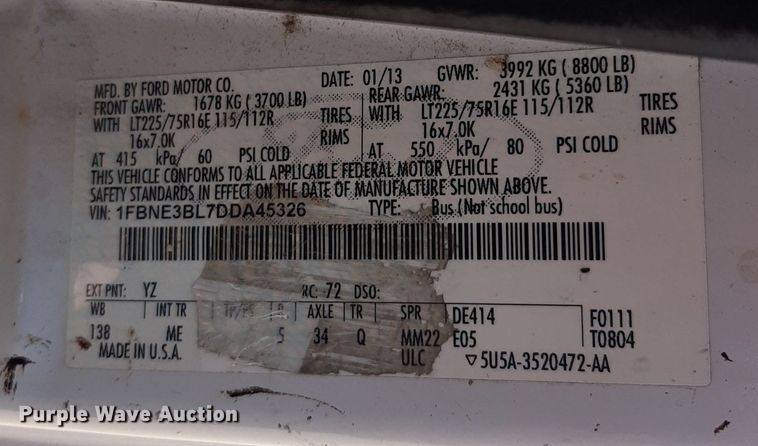 MFD. BY FORD MOTOR CO. DATE: 01/13 GVWR: 3992 KG ( 8800 LB)
FRONT GAWR: 1678 KG ( 3700 LB) REAR GAWR: 2431 KG ( 5360 LB)
WITH LT225/75R16E 115/112R TIRES WITH LT225/75R16E 115/112R TIRES
16x7.0K RIMS 16x7.0K RIMS
AT 415 kPa/ 60 PSI COLD AT 550 kPa/ 80 PSI COLD
THIS VEHICLE CONFORMS TO ALL APPLICABLE FEDERAL MOTOR VEHICLE
SAFETY STANDARDS IN EFFECT ON THE DATE OF MANUFACTURE SHOWN ABOVE.
VIN: 1FBNE3BL7DDA45326 TYPE: Bus (Not school bus)
EXT PNT: YZ RC: 72 DSO:
WB INT TR TP/PS R AXLE TR SPR DE414 F0111
138 ME 5 34 Q MM22 E05 T0804
MADE IN U.S.A. ULC ▽5U5A-3520472-AA
Purple Wave Auction